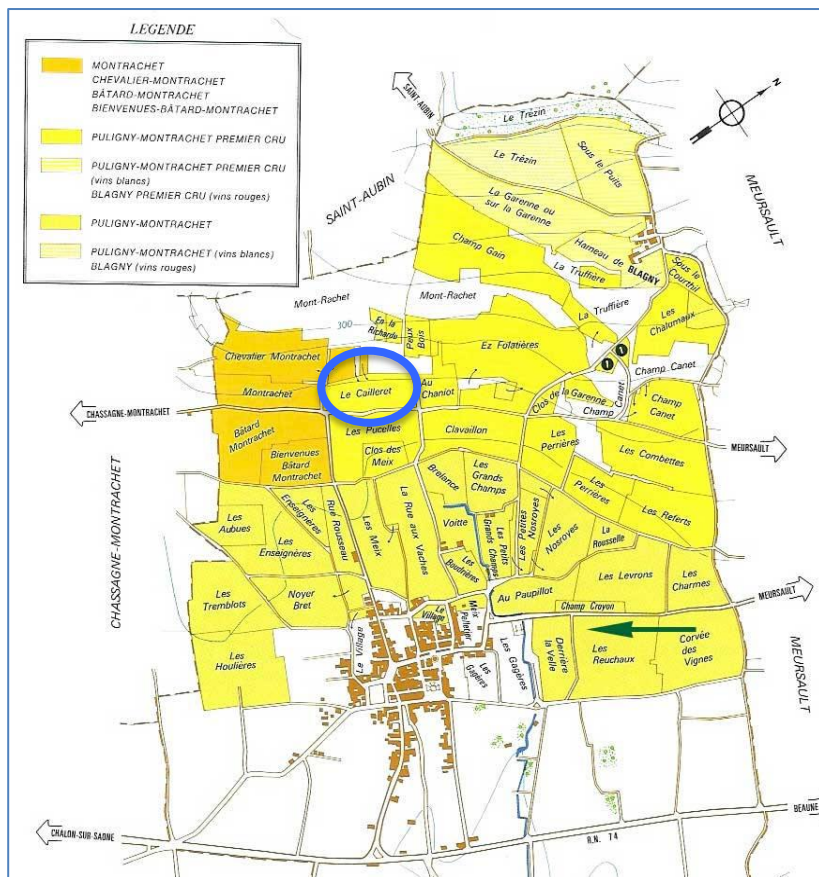 LEGENDE
MONTRACHET
CHEVALIER-MONTRACHET
BÂTARD-MONTRACHET
BIENVENUES-BÂTARD-MONTRACHET
PULIGNY-MONTRACHET PREMIER CRU
PULIGNY-MONTRACHET PREMIER CRU
(vins blancs)
BLAGNY PREMIER CRU (vins rouges)
PULIGNY-MONTRACHET
PULIGNY-MONTRACHET (vins blancs)
BLAGNY (vins rouges)
SAINT-AUBIN
N
Le Trézin
Le Trézin
Sous le Puits
MEURSAULT
SAINT-AUBIN
La Garenne ou
sur la Garenne
Hameau de BLAGNY
Champ Gain
La Truffière
Sous le
Courthil
Mont-Rachet
Mont-Rachet
La Truffière
Les Chalumaux
300
En la
Richarde
Peux
Bois
Ez Folatières
1
1
Chevalier Montrachet
Champ Canet
Montrachet
Le Cailleret
Au
Chaniot
Clos de la Garenne
Champ
Canet
Champ
Canet
CHASSAGNE-MONTRACHET
Bâtard
Montrachet
Les Pucelles
Clavaillon
Les
Perrières
MEURSAULT
Bienvenues
Bâtard
Montrachet
Clos des
Meix
Les Combettes
CHASSAGNE-MONTRACHET
Brelance
Les
Grands
Champs
Les
Perrières
Les Referts
Les
Aubues
Les
Enseignères
Les
Enseignères
Rue Rousseau
Les Meix
La Rue aux Vaches
Voitte
Les Petits
Grands Champs
Les Petites
Nosroyes
Les
Nosroyes
La
Rousselle
Les Boudrières
Les Levrons
Les
Charmes
Les
Tremblots
Noyer
Bret
Au Paupillot
Champ Croyon
MEURSAULT
Le Village
Meix
Pelletier
Le Village
Les
Houlières
Les
Gagères
Les Gagères
Derrière
la Velle
Les
Reuchaux
Corvée
des
Vignes
MEURSAULT
CHALON-SUR-SAÔNE
R.N. 74
BEAUNE